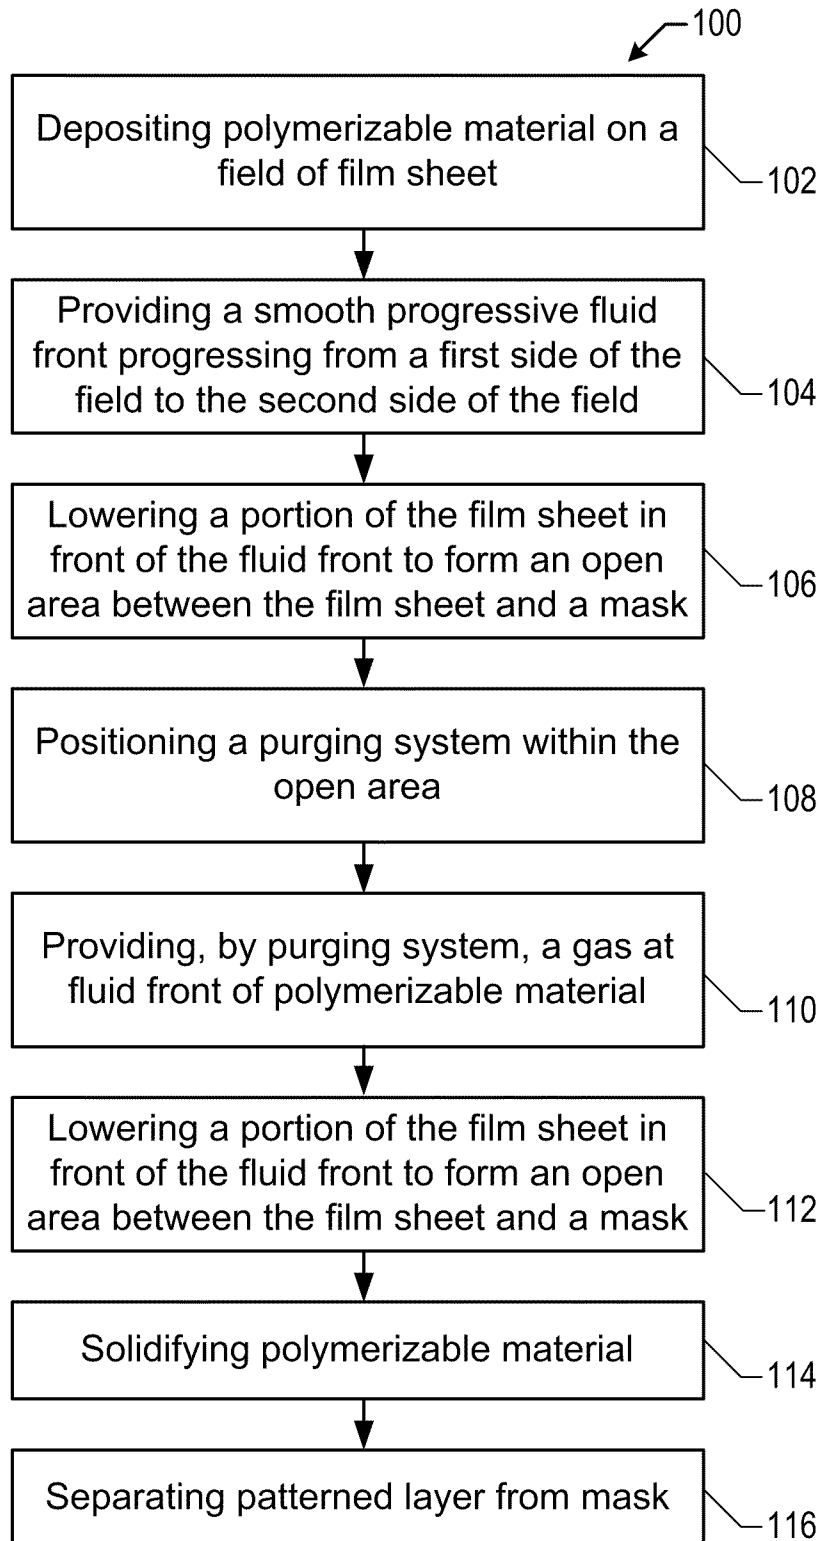 100
Depositing polymerizable material on a
field of film sheet
102
Providing a smooth progressive fluid
front progressing from a first side of the
field to the second side of the field
104
Lowering a portion of the film sheet in
front of the fluid front to form an open
area between the film sheet and a mask
106
Positioning a purging system within the
open area
108
Providing, by purging system, a gas at
fluid front of polymerizable material
110
Lowering a portion of the film sheet in
front of the fluid front to form an open
area between the film sheet and a mask
112
Solidifying polymerizable material
114
Separating patterned layer from mask
116